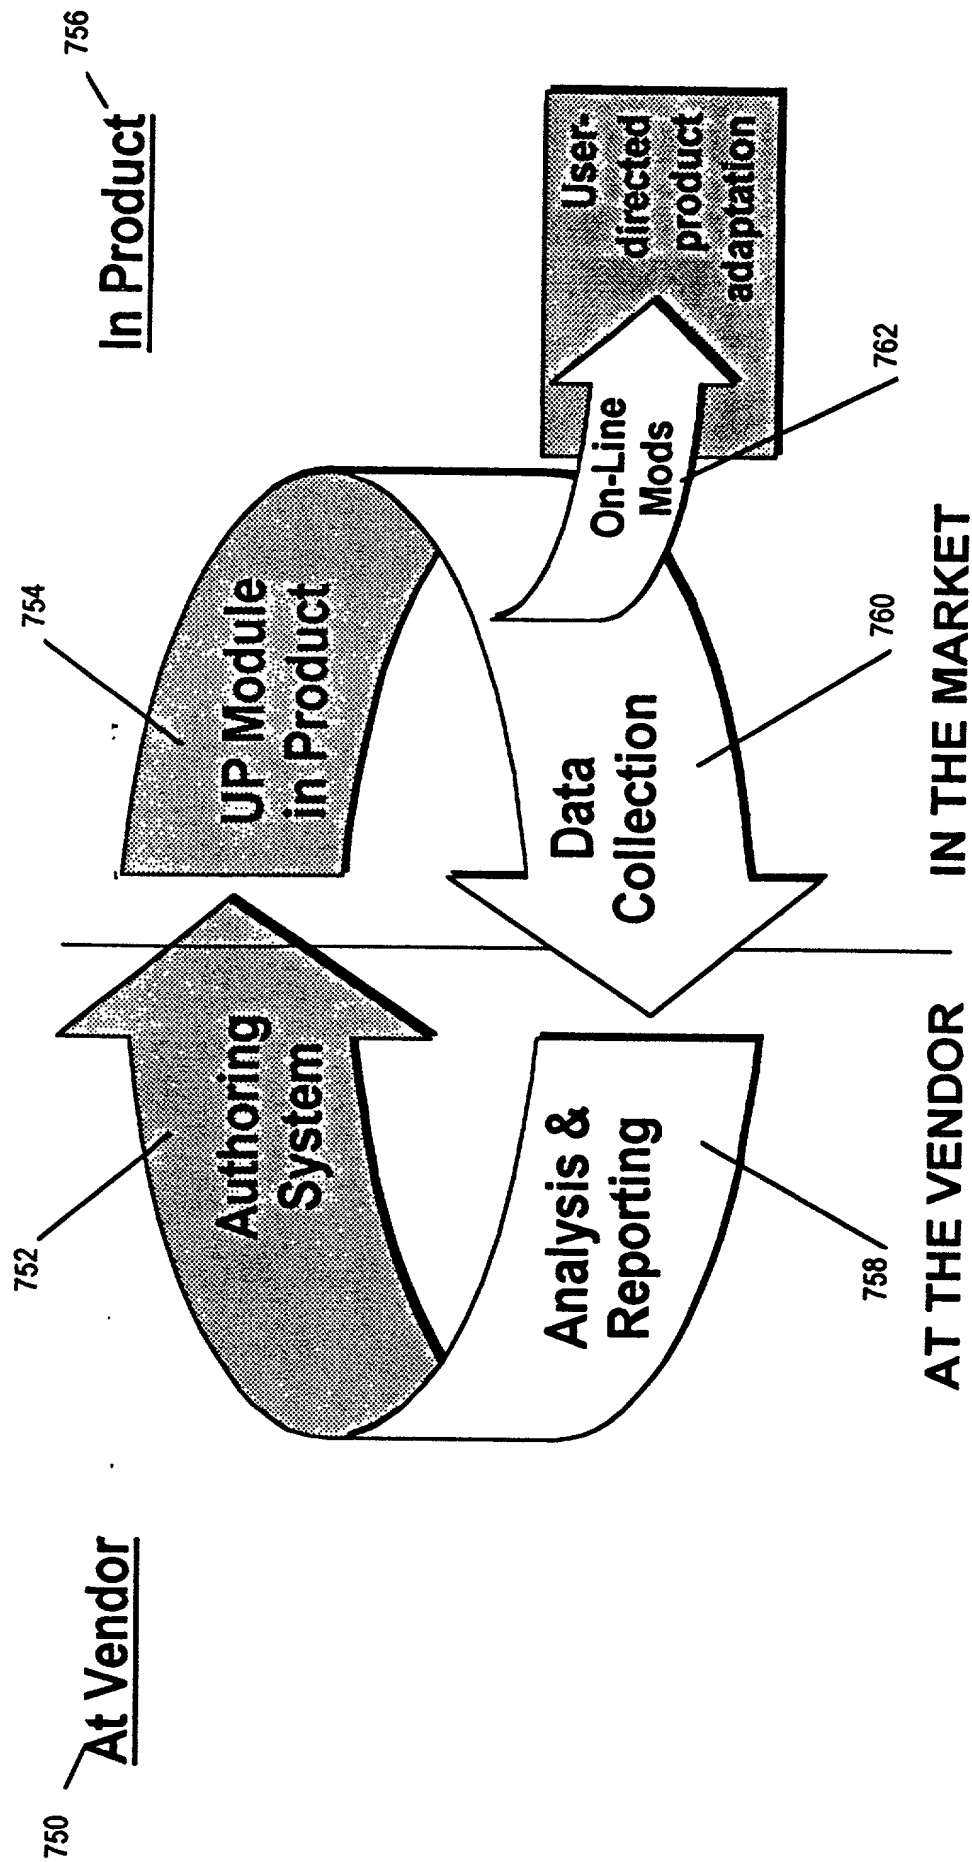 750
At Vendor
In Product
756
752
754
Authoring
System
UP Module
in Product
Analysis &
Reporting
Data
Collection
On-Line
Mods
User-
directed
product
adaptation
758
760
762
AT THE VENDOR
IN THE MARKET